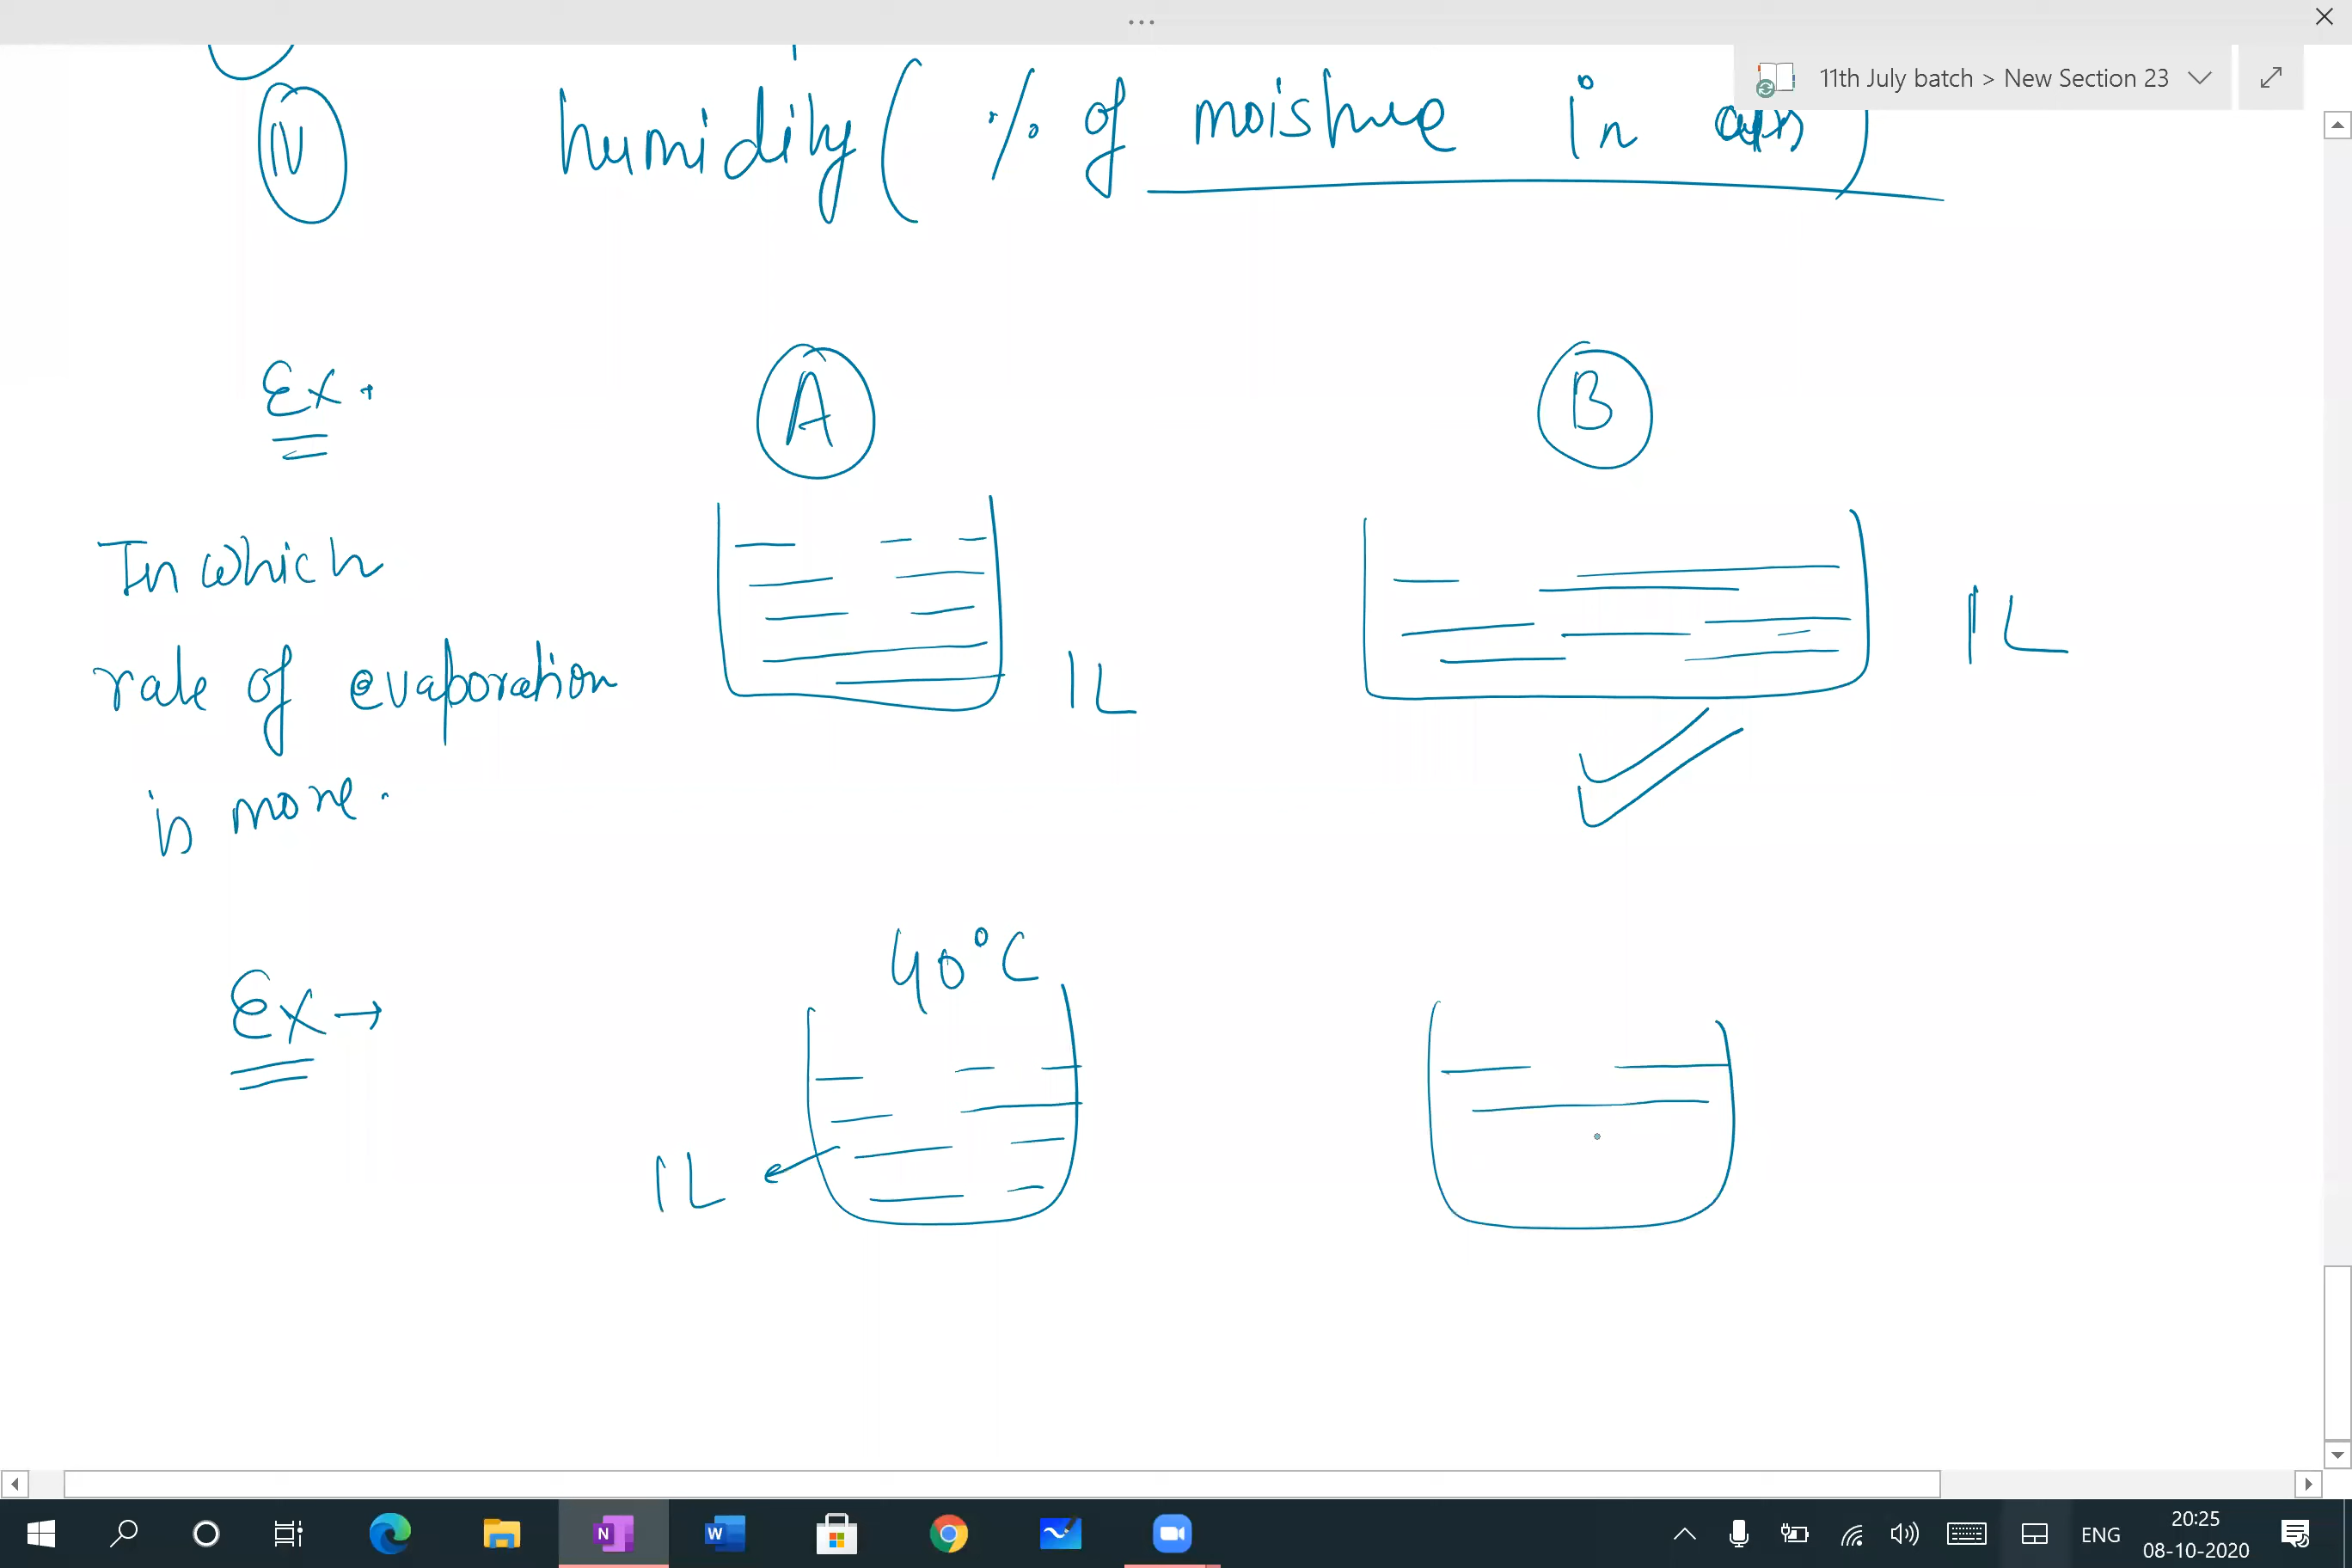 11th July batch > New Section 23
IV humidity ( % of moisture in air )
Ex.
A
B
In which
rate of evaporation
is more.
1L
1L
40°C
Ex →
1L
ENG
20:25
08-10-2020